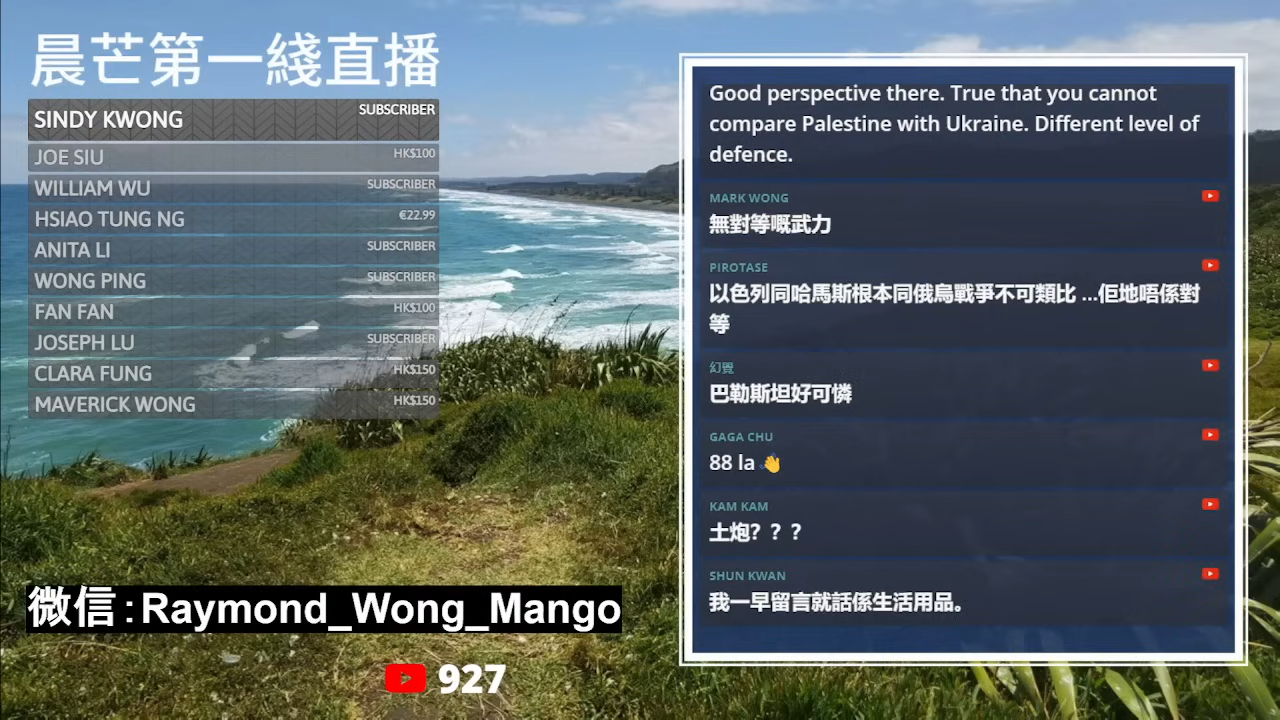 晨芒第一綫直播
SINDY KWONG SUBSCRIBER
JOE SIU HK$100
WILLIAM WU SUBSCRIBER
HSIAO TUNG NG €22.99
ANITA LI SUBSCRIBER
WONG PING SUBSCRIBER
FAN FAN HK$100
JOSEPH LU SUBSCRIBER
CLARA FUNG HK$150
MAVERICK WONG HK$150
微信:Raymond_Wong_Mango
927
Good perspective there. True that you cannot
compare Palestine with Ukraine. Different level of
defence.
MARK WONG
無對等嘅武力
PIROTASE
以色列同哈馬斯根本同俄烏戰爭不可類比 ...佢地唔係對
等
幻覺
巴勒斯坦好可憐
GAGA CHU
88 la 👋
KAM KAM
土炮？？？
SHUN KWAN
我一早留言就話係生活用品。